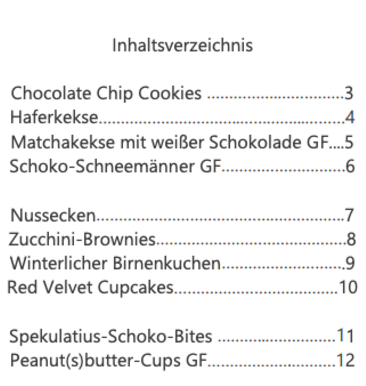 Inhaltsverzeichnis
Chocolate Chip Cookies ...............................3
Haferkekse.......................................................4
Matchakekse mit weißer Schokolade GF....5
Schoko-Schneemänner GF............................6
Nussecken........................................................7
Zucchini-Brownies...........................................8
Winterlicher Birnenkuchen............................9
Red Velvet Cupcakes.....................................10
Spekulatius-Schoko-Bites ...........................11
Peanut(s)butter-Cups GF.............................12